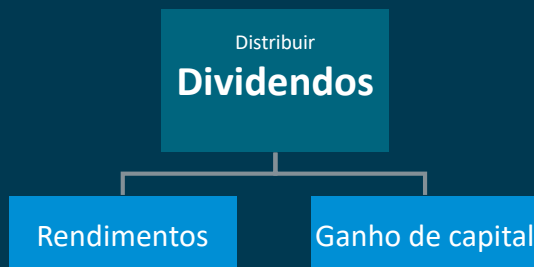 Distribuir
Dividendos
Rendimentos
Ganho de capital